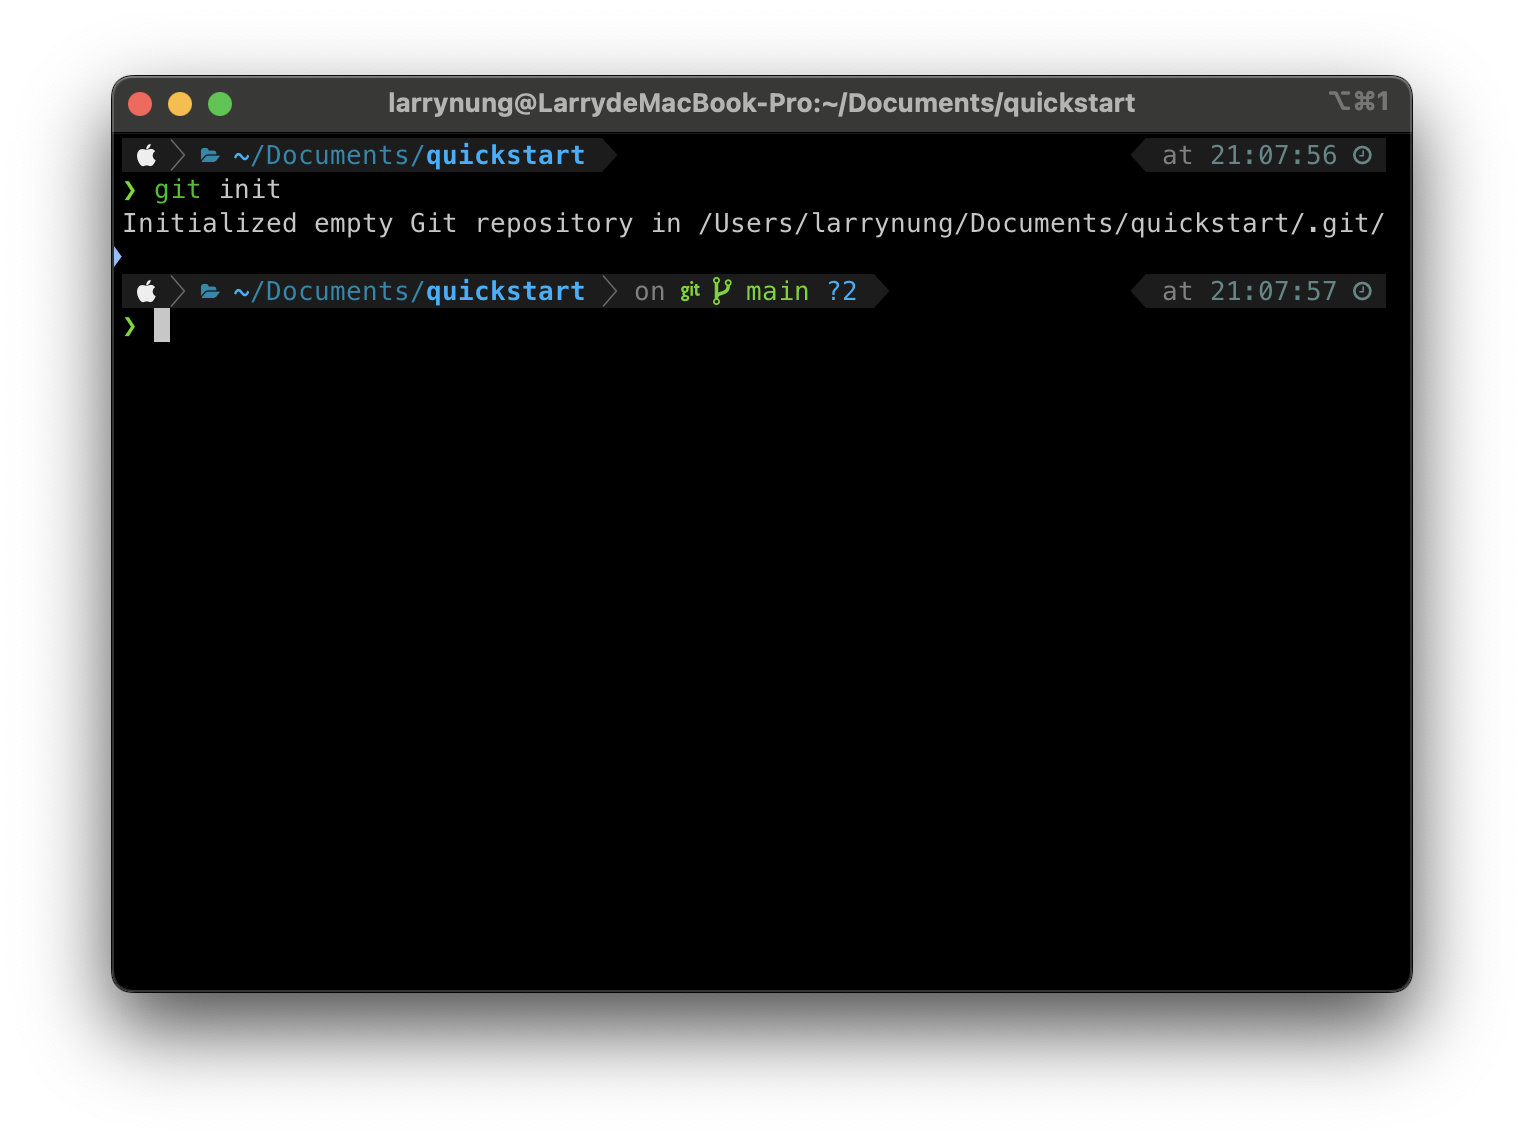 larrynung@LarrydeMacBook-Pro:~/Documents/quickstart ⌥⌘1
~/Documents/quickstart at 21:07:56
❯ git init
Initialized empty Git repository in /Users/larrynung/Documents/quickstart/.git/
~/Documents/quickstart on git main ?2 at 21:07:57
❯